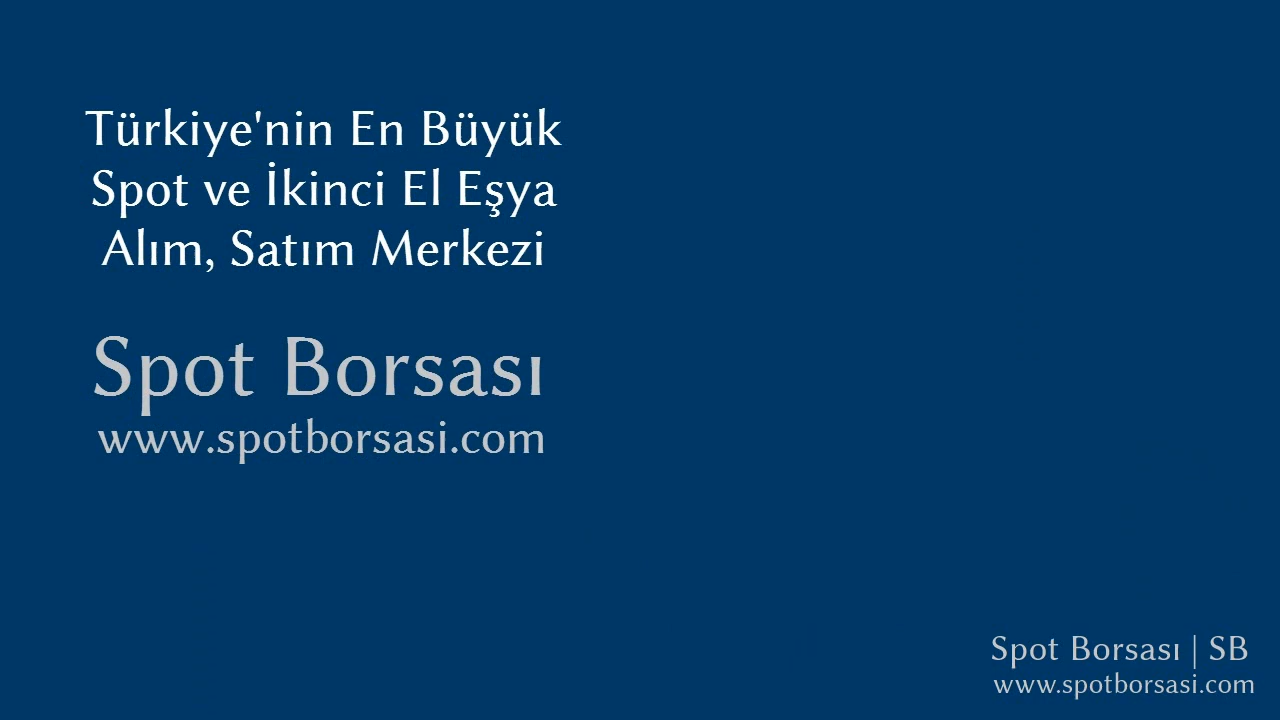 Türkiye'nin En Büyük
Spot ve İkinci El Eşya
Alım, Satım Merkezi
Spot Borsası
www.spotborsasi.com
Spot Borsası | SB
www.spotborsasi.com